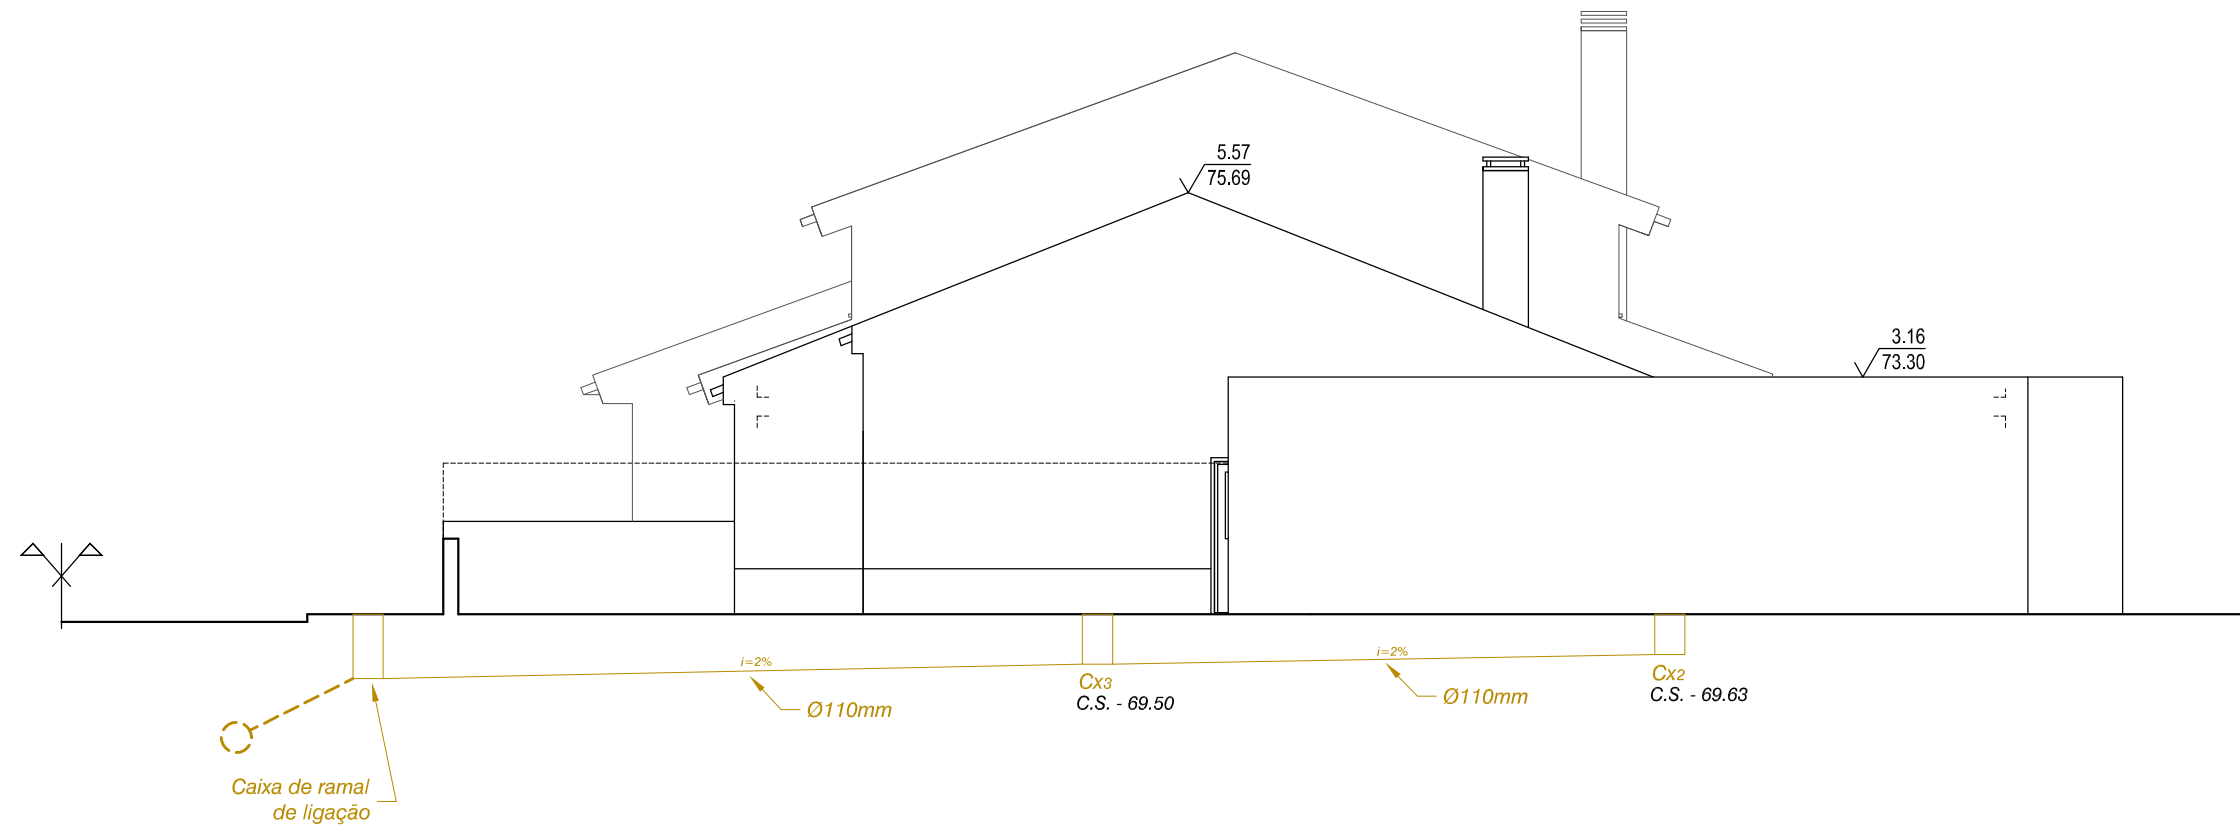 5.57
75.69
3.16
73.30
i=2%
i=2%
Cx3
C.S. - 69.50
Cx2
C.S. - 69.63
Ø110mm
Ø110mm
Caixa de ramal
de ligação